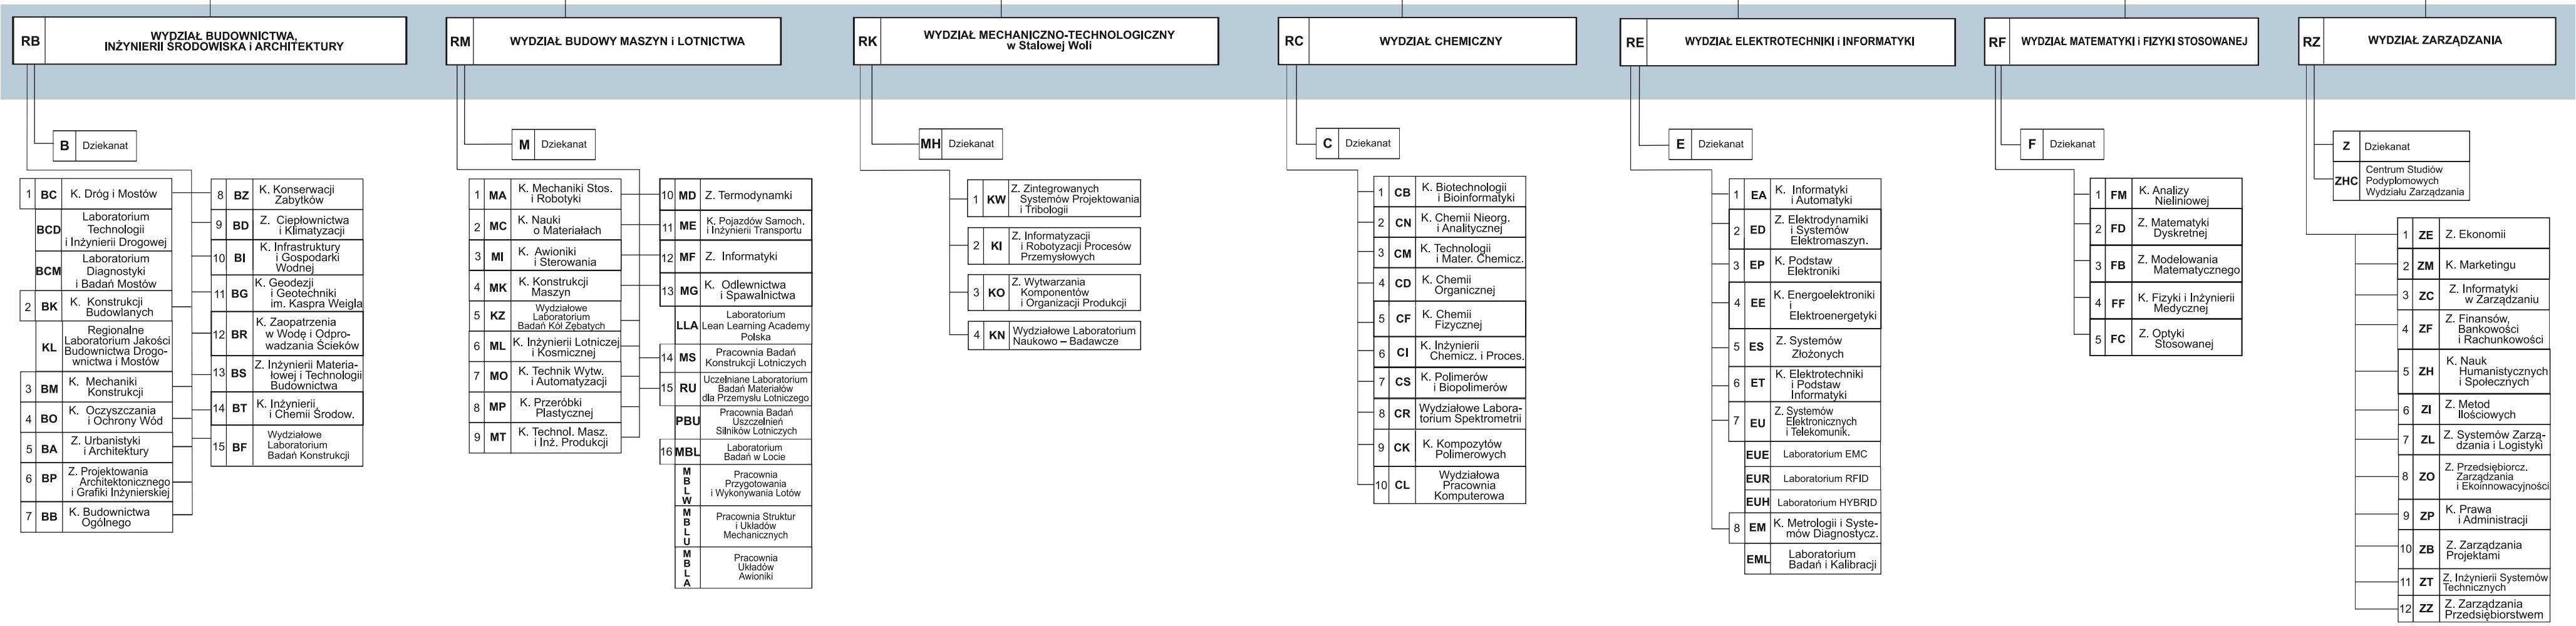 RB
WYDZIAŁ BUDOWNICTWA,
INŻYNIERII ŚRODOWISKA i ARCHITEKTURY
B Dziekanat
1 BC K. Dróg i Mostów
BCD Laboratorium
Technologii
i Inżynierii Drogowej
BCM Laboratorium
Diagnostyki
i Badań Mostów
2 BK K. Konstrukcji
Budowlanych
KL Regionalne
Laboratorium Jakości
Budownictwa Drogo-
wnictwa i Mostów
3 BM K. Mechaniki
Konstrukcji
4 BO K. Oczyszczania
i Ochrony Wód
5 BA Z. Urbanistyki
i Architektury
6 BP Z. Projektowania
Architektonicznego
i Grafiki Inżynierskiej
7 BB K. Budownictwa
Ogólnego
8 BZ K. Konserwacji
Zabytków
9 BD Z. Ciepłownictwa
i Klimatyzacji
10 BI K. Infrastruktury
i Gospodarki
Wodnej
11 BG K. Geodezji
i Geotechniki
im. Kaspra Weigla
12 BR K. Zaopatrzenia
w Wodę i Odpro-
wadzania Ścieków
13 BS Z. Inżynierii Materia-
łowej i Technologii
Budownictwa
14 BT K. Inżynierii
i Chemii Środow.
15 BF Wydziałowe
Laboratorium
Badań Konstrukcji
RM WYDZIAŁ BUDOWY MASZYN i LOTNICTWA
M Dziekanat
1 MA K. Mechaniki Stos.
i Robotyki
2 MC K. Nauki
o Materiałach
3 MI K. Awioniki
i Sterowania
4 MK K. Konstrukcji
Maszyn
5 KZ Wydziałowe
Laboratorium
Badań Kół Zębatych
6 ML K. Inżynierii Lotniczej
i Kosmicznej
7 MO K. Technik Wytw.
i Automatyzacji
8 MP K. Przeróbki
Plastycznej
9 MT K. Technol. Masz.
i Inż. Produkcji
10 MD Z. Termodynamki
11 ME K. Pojazdów Samoch.
i Inżynierii Transportu
12 MF Z. Informatyki
13 MG K. Odlewnictwa
i Spawalnictwa
LLA Laboratorium
Lean Learning Academy
Polska
14 MS Pracownia Badań
Konstrukcji Lotniczych
15 RU Uczelniane Laboratorium
Badań Materiałów
dla Przemysłu Lotniczego
PBU Pracownia Badań
Uszczelnień
Silników Lotniczych
16 MBL Laboratorium
Badań w Locie
MBLW Pracownia
Przygotowania
i Wykonywania Lotów
MBLU Pracownia Struktur
i Układów
Mechanicznych
MBLA Pracownia
Układów
Awioniki
RK WYDZIAŁ MECHANICZNO-TECHNOLOGICZNY
w Stalowej Woli
MH Dziekanat
1 KW Z. Zintegrowanych
Systemów Projektowania
i Tribologii
2 KI Z. Informatyzacji
i Robotyzacji Procesów
Przemysłowych
3 KO Z. Wytwarzania
Komponentów
i Organizacji Produkcji
4 KN Wydziałowe Laboratorium
Naukowo – Badawcze
RC WYDZIAŁ CHEMICZNY
C Dziekanat
1 CB K. Biotechnologii
i Bioinformatyki
2 CN K. Chemii Nieorg.
i Analitycznej
3 CM K. Technologii
i Mater. Chemicz.
4 CD K. Chemii
Organicznej
5 CF K. Chemii
Fizycznej
6 CI K. Inżynierii
Chemicz. i Proces.
7 CS K. Polimerów
i Biopolimerów
8 CR Wydziałowe Labora-
torium Spektrometrii
9 CK K. Kompozytów
Polimerowych
10 CL Wydziałowa
Pracownia
Komputerowa
RE WYDZIAŁ ELEKTROTECHNIKI i INFORMATYKI
E Dziekanat
1 EA K. Informatyki
i Automatyki
2 ED Z. Elektrodynamiki
i Systemów
Elektromaszyn.
3 EP K. Podstaw
Elektroniki
4 EE K. Energoelektroniki
i
Elektroenergetyki
5 ES Z. Systemów
Złożonych
6 ET K. Elektrotechniki
i Podstaw
Informatyki
7 EU Z. Systemów
Elektronicznych
i Telekomunik.
EUE Laboratorium EMC
EUR Laboratorium RFID
EUH Laboratorium HYBRID
8 EM K. Metrologii i Syste-
mów Diagnostycz.
EML Laboratorium
Badań i Kalibracji
RF WYDZIAŁ MATEMATYKI i FIZYKI STOSOWANEJ
F Dziekanat
1 FM K. Analizy
Nieliniowej
2 FD Z. Matematyki
Dyskretnej
3 FB Z. Modelowania
Matematycznego
4 FF K. Fizyki i Inżynierii
Medycznej
5 FC Z. Optyki
Stosowanej
RZ WYDZIAŁ ZARZĄDZANIA
Z Dziekanat
ZHC Centrum Studiów
Podyplomowych
Wydziału Zarządzania
1 ZE Z. Ekonomii
2 ZM K. Marketingu
3 ZC Z. Informatyki
w Zarządzaniu
4 ZF Z. Finansów,
Bankowości
i Rachunkowości
5 ZH K. Nauk
Humanistycznych
i Społecznych
6 ZI Z. Metod
Ilościowych
7 ZL Z. Systemów Zarzą-
dzania i Logistyki
8 ZO Z. Przedsiębiorcz.
Zarządzania
i Ekoinnowacyjności
9 ZP K. Prawa
i Administracji
10 ZB Z. Zarządzania
Projektami
11 ZT Z. Inżynierii Systemów
Technicznych
12 ZZ Z. Zarządzania
Przedsiębiorstwem